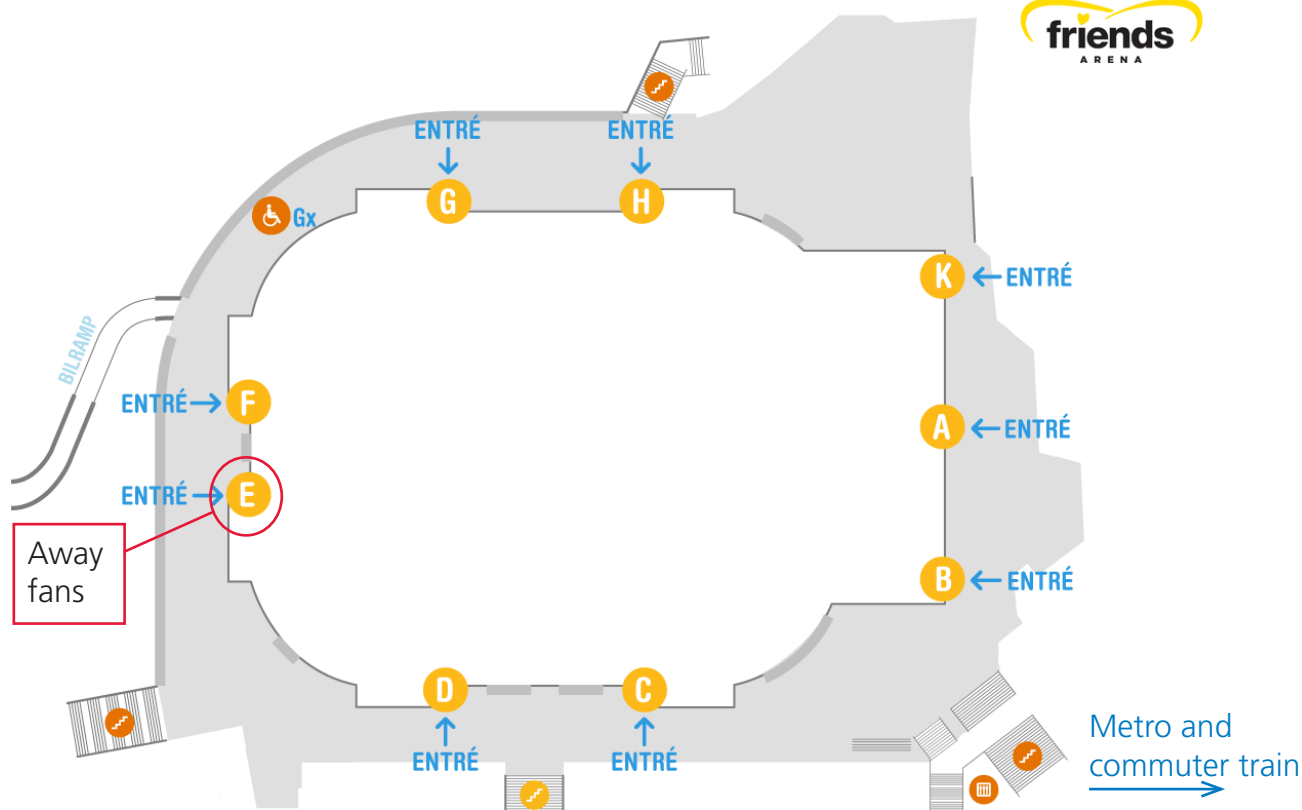 friends
ARENA
ENTRÉ
ENTRÉ
G
H
Gx
K
ENTRÉ
BILRAMP
ENTRÉ
F
A
ENTRÉ
ENTRÉ
E
Away
fans
B
ENTRÉ
D
C
ENTRÉ
ENTRÉ
Metro and
commuter train